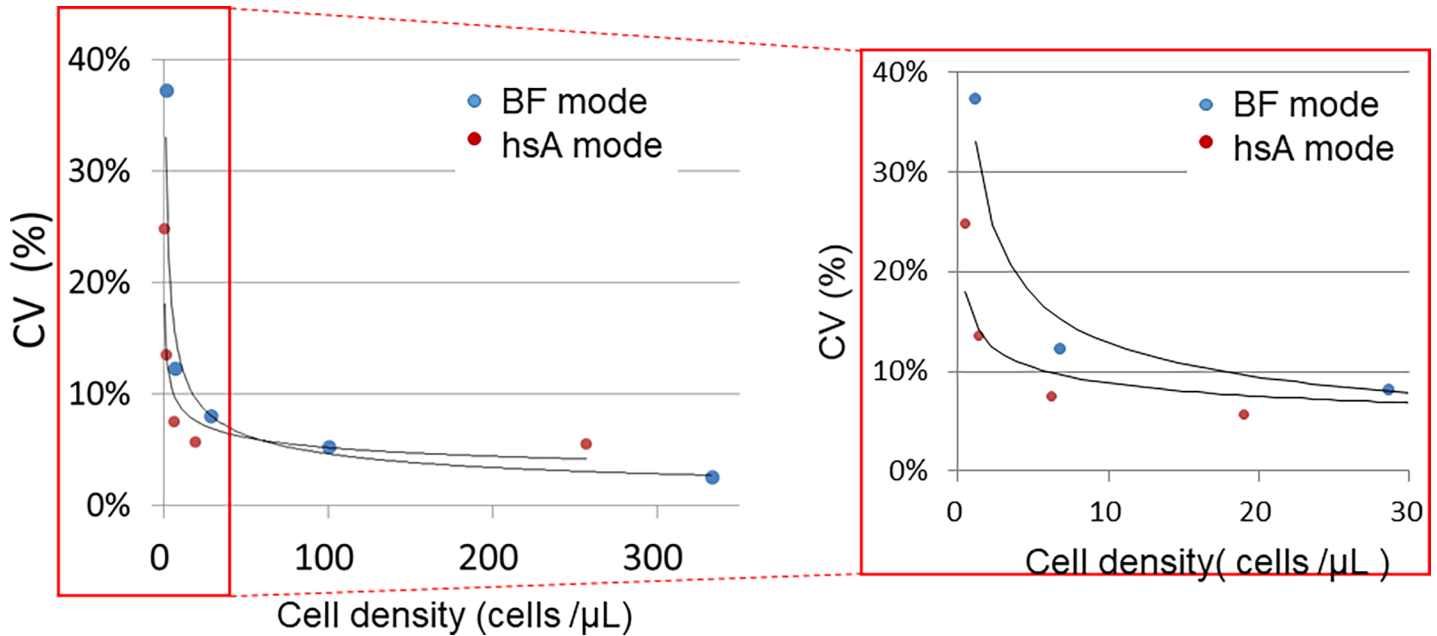 40%
BF mode
hsA mode
30%
20%
10%
0%
CV (%)
0 100 200 300
Cell density (cells /µL)
40%
BF mode
hsA mode
30%
20%
10%
0%
CV (%)
0 10 20 30
Cell density( cells /µL )